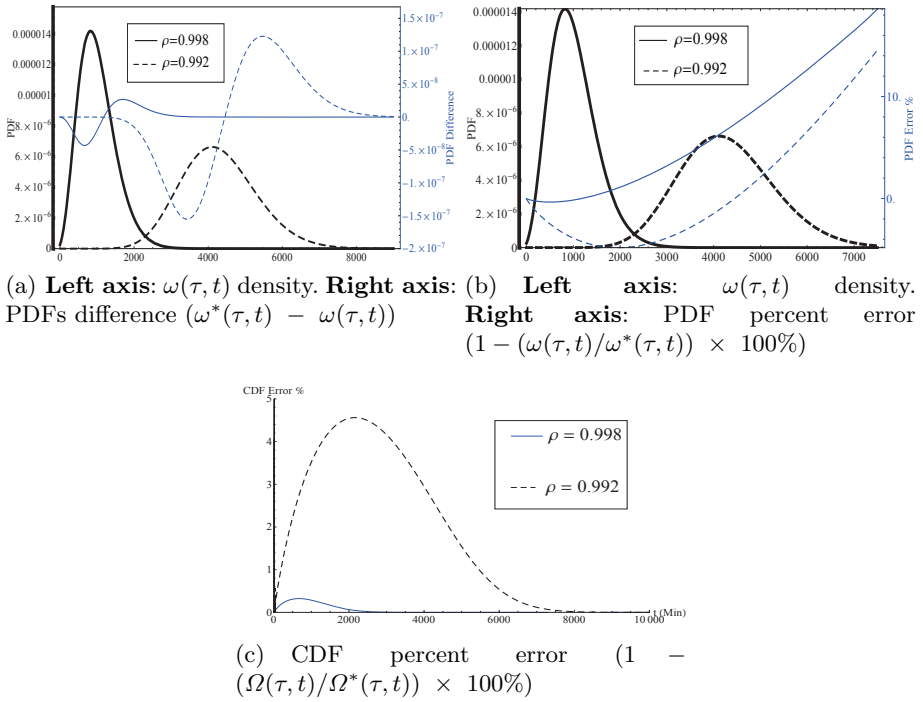 0.000014
0.000012
0.00001
8.×10⁻⁶
6.×10⁻⁶
4.×10⁻⁶
2.×10⁻⁶
0
PDF
ρ=0.998
ρ=0.992
1.5×10⁻⁷
1.×10⁻⁷
5.×10⁻⁸
0.
−5.×10⁻⁸
−1.×10⁻⁷
−1.5×10⁻⁷
−2.×10⁻⁷
PDF Difference
0 2000 4000 6000 8000
0.000014
0.000012
0.00001
8.×10⁻⁶
6.×10⁻⁶
4.×10⁻⁶
2.×10⁻⁶
0
PDF
ρ=0.998
ρ=0.992
10.
0.
PDF Error %
0 1000 2000 3000 4000 5000 6000 7000
(a) Left axis: ω(τ, t) density. Right axis:
PDFs difference (ω*(τ, t) − ω(τ, t))
(b) Left axis: ω(τ, t) density.
Right axis: PDF percent error
(1 − (ω(τ, t)/ω*(τ, t)) × 100%)
CDF Error %
5
4
3
2
1
0
ρ = 0.998
ρ = 0.992
t (Min)
0 2000 4000 6000 8000 10 000
(c) CDF percent error (1 −
(Ω(τ, t)/Ω*(τ, t)) × 100%)